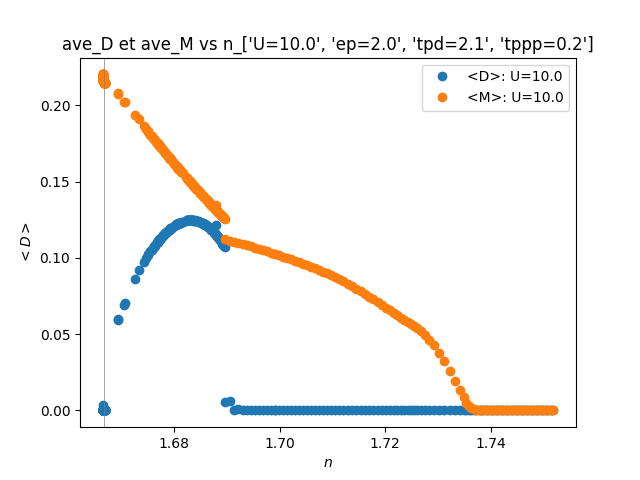 ave_D et ave_M vs n_['U=10.0', 'ep=2.0', 'tpd=2.1', 'tppp=0.2']
<D>: U=10.0
<M>: U=10.0
0.20
0.15
0.10
0.05
0.00
< D >
1.68 1.70 1.72 1.74
n